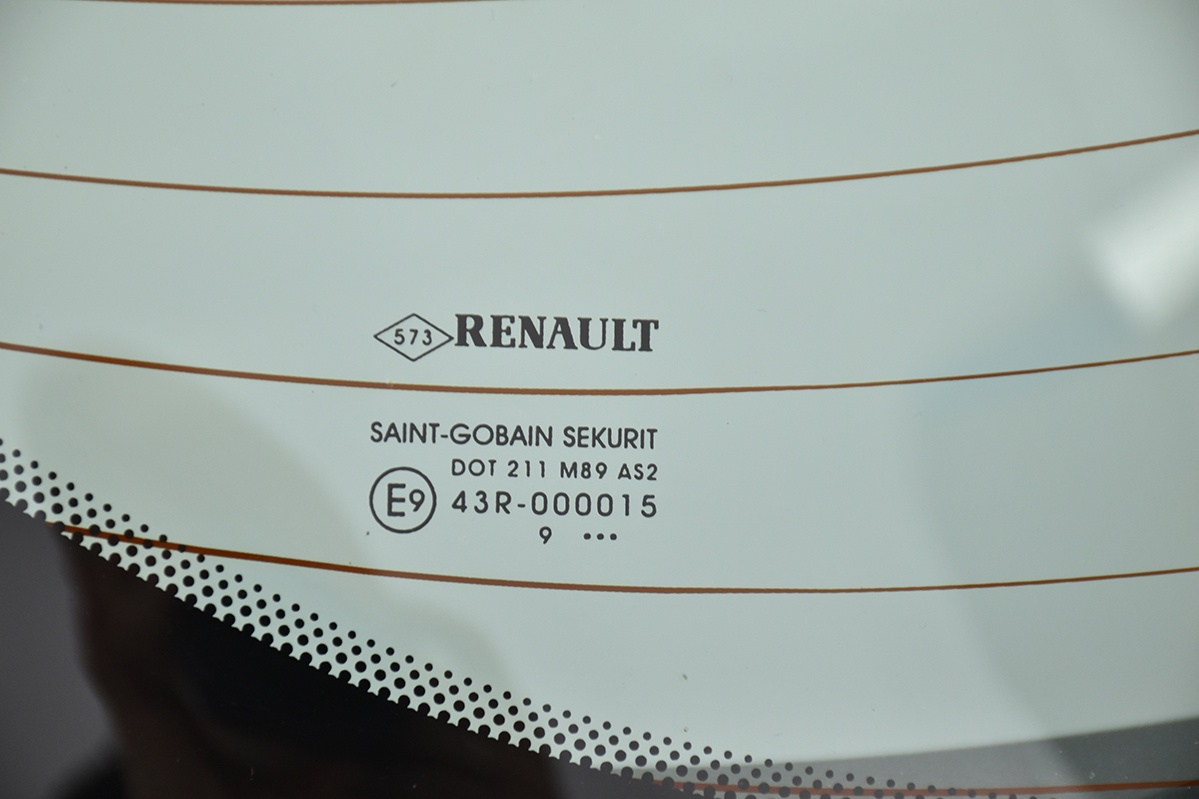 573 RENAULT
SAINT-GOBAIN SEKURIT
DOT 211 M89 AS2
E9 43R-000015
9 •••